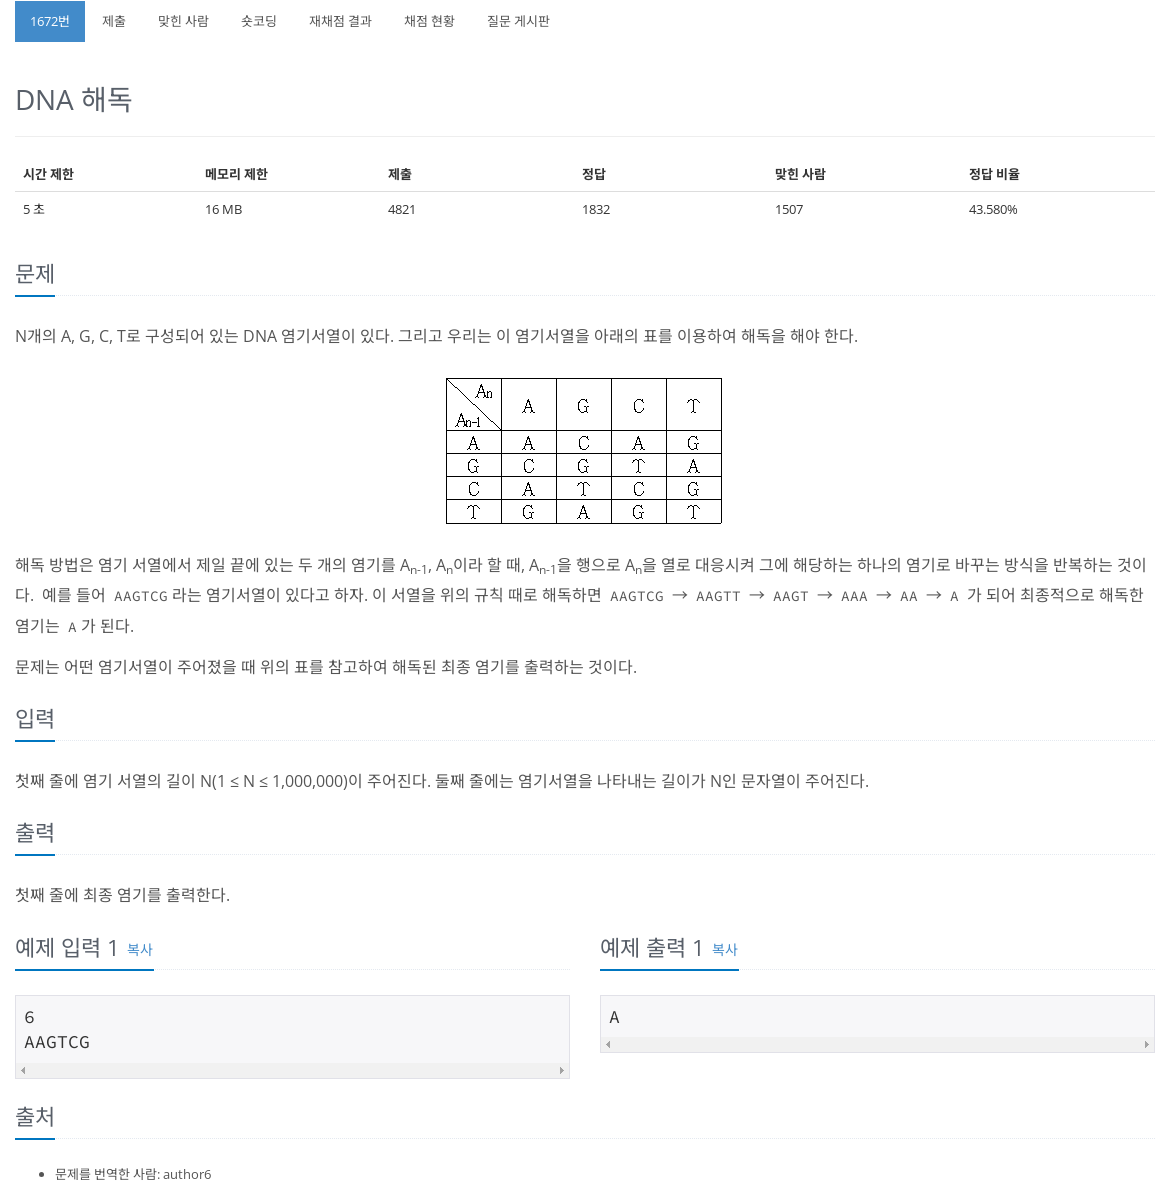 1672번 제출 맞힌 사람 숏코딩 재채점 결과 채점 현황 질문 게시판
DNA 해독
시간 제한 메모리 제한 제출 정답 맞힌 사람 정답 비율
5 초 16 MB 4821 1832 1507 43.580%
문제
N개의 A, G, C, T로 구성되어 있는 DNA 염기서열이 있다. 그리고 우리는 이 염기서열을 아래의 표를 이용하여 해독을 해야 한다.
An
An-1 A G C T
A A C A G
G C G T A
C A T C G
T G A G T
해독 방법은 염기 서열에서 제일 끝에 있는 두 개의 염기를 An-1, An이라 할 때, An-1을 행으로 An을 열로 대응시켜 그에 해당하는 하나의 염기로 바꾸는 방식을 반복하는 것이
다. 예를 들어 AAGTCG 라는 염기서열이 있다고 하자. 이 서열을 위의 규칙 때로 해독하면 AAGTCG → AAGTT → AAGT → AAA → AA → A 가 되어 최종적으로 해독한
염기는 A 가 된다.
문제는 어떤 염기서열이 주어졌을 때 위의 표를 참고하여 해독된 최종 염기를 출력하는 것이다.
입력
첫째 줄에 염기 서열의 길이 N(1 ≤ N ≤ 1,000,000)이 주어진다. 둘째 줄에는 염기서열을 나타내는 길이가 N인 문자열이 주어진다.
출력
첫째 줄에 최종 염기를 출력한다.
예제 입력 1 복사
6
AAGTCG
예제 출력 1 복사
A
출처
문제를 번역한 사람: author6